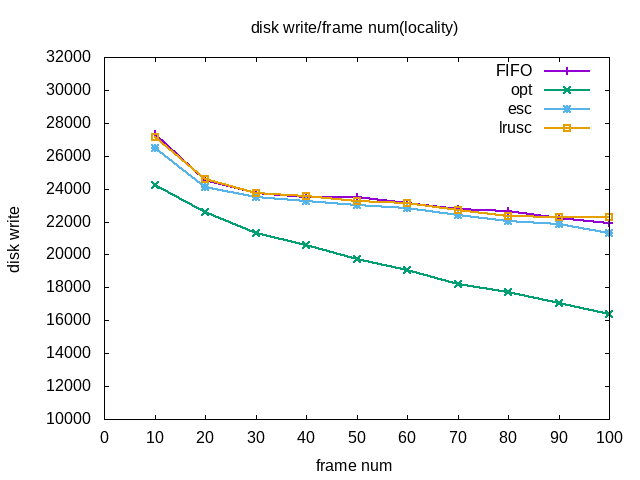 disk write/frame num(locality)
32000
30000
28000
26000
24000
22000
20000
18000
16000
14000
12000
10000
disk write
FIFO
opt
esc
lrusc
0 10 20 30 40 50 60 70 80 90 100
frame num